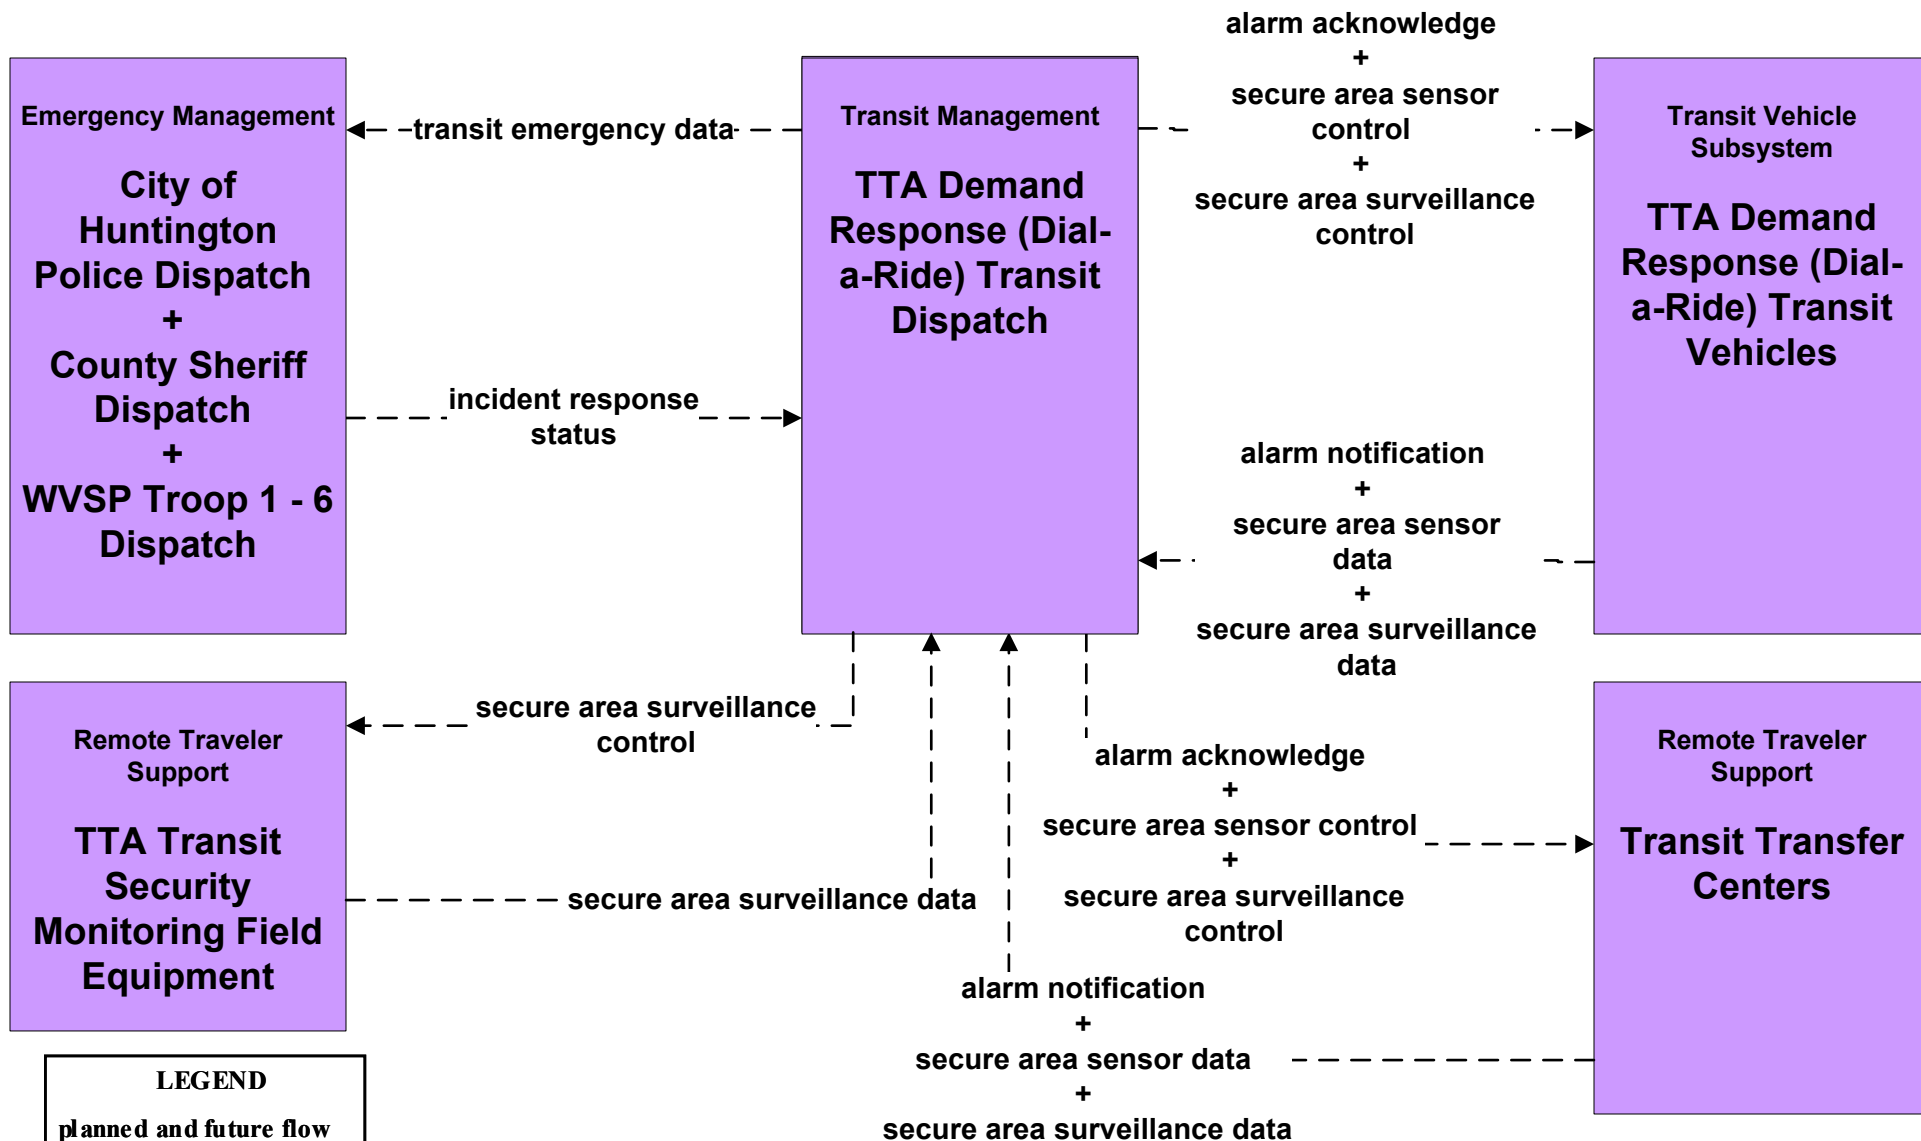 Emergency Management
City of
Huntington
Police Dispatch
+
County Sheriff
Dispatch
+
WVSP Troop 1 - 6
Dispatch
transit emergency data
incident response
status
Transit Management
TTA Demand
Response (Dial-
a-Ride) Transit
Dispatch
alarm acknowledge
+
secure area sensor
control
+
secure area surveillance
control
alarm notification
+
secure area sensor
data
+
secure area surveillance
data
Transit Vehicle
Subsystem
TTA Demand
Response (Dial-
a-Ride) Transit
Vehicles
Remote Traveler
Support
TTA Transit
Security
Monitoring Field
Equipment
secure area surveillance
control
secure area surveillance data
alarm acknowledge
+
secure area sensor control
+
secure area surveillance
control
alarm notification
+
secure area sensor data
+
secure area surveillance data
Remote Traveler
Support
Transit Transfer
Centers
LEGEND
planned and future flow